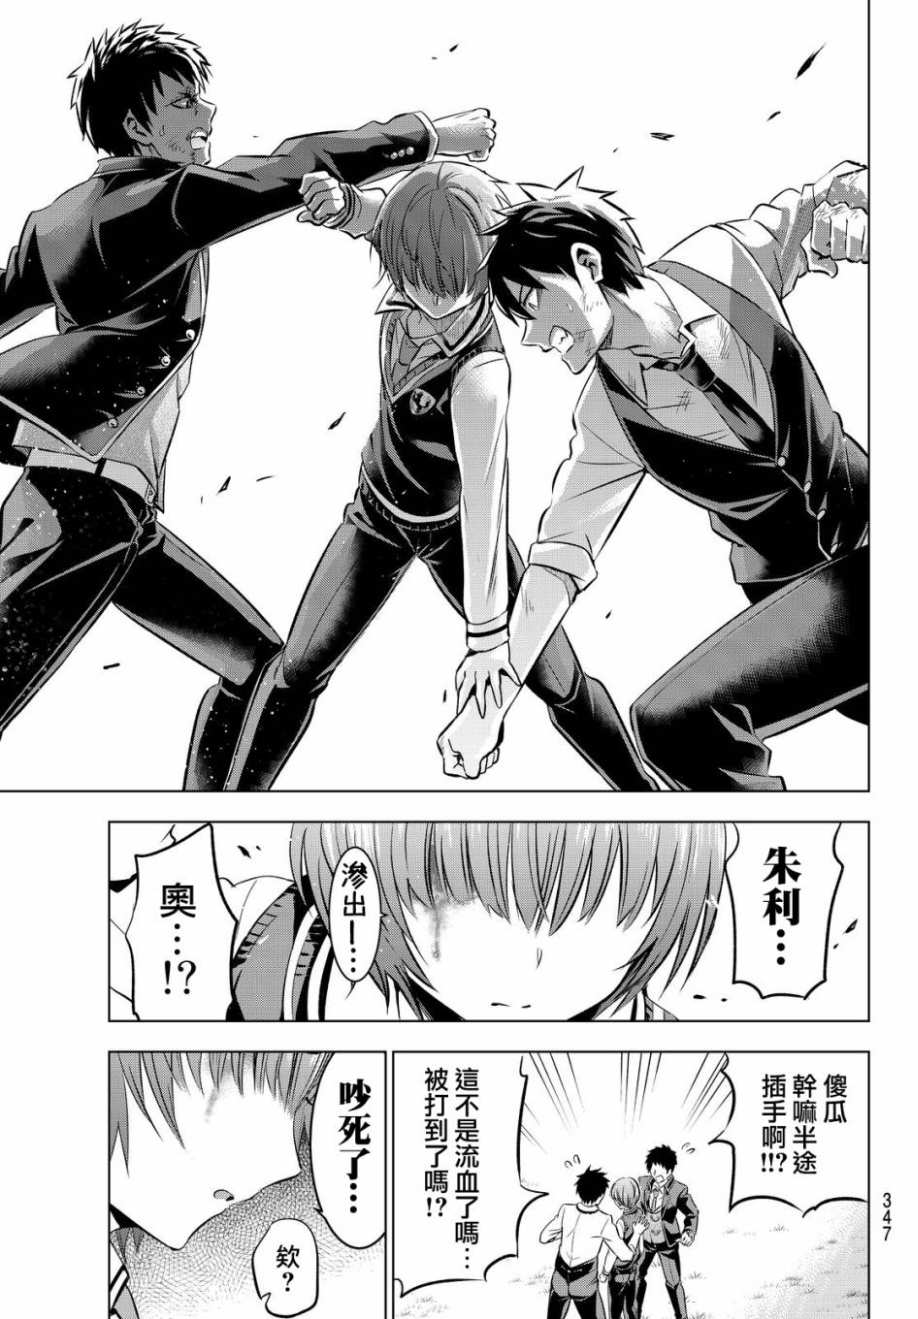 朱利…
滲出ー…
奧…!?
傻瓜
幹嘛半途
插手啊!!?
這不是流血了嗎…
被打到了嗎!?
吵死了…
欸?
347